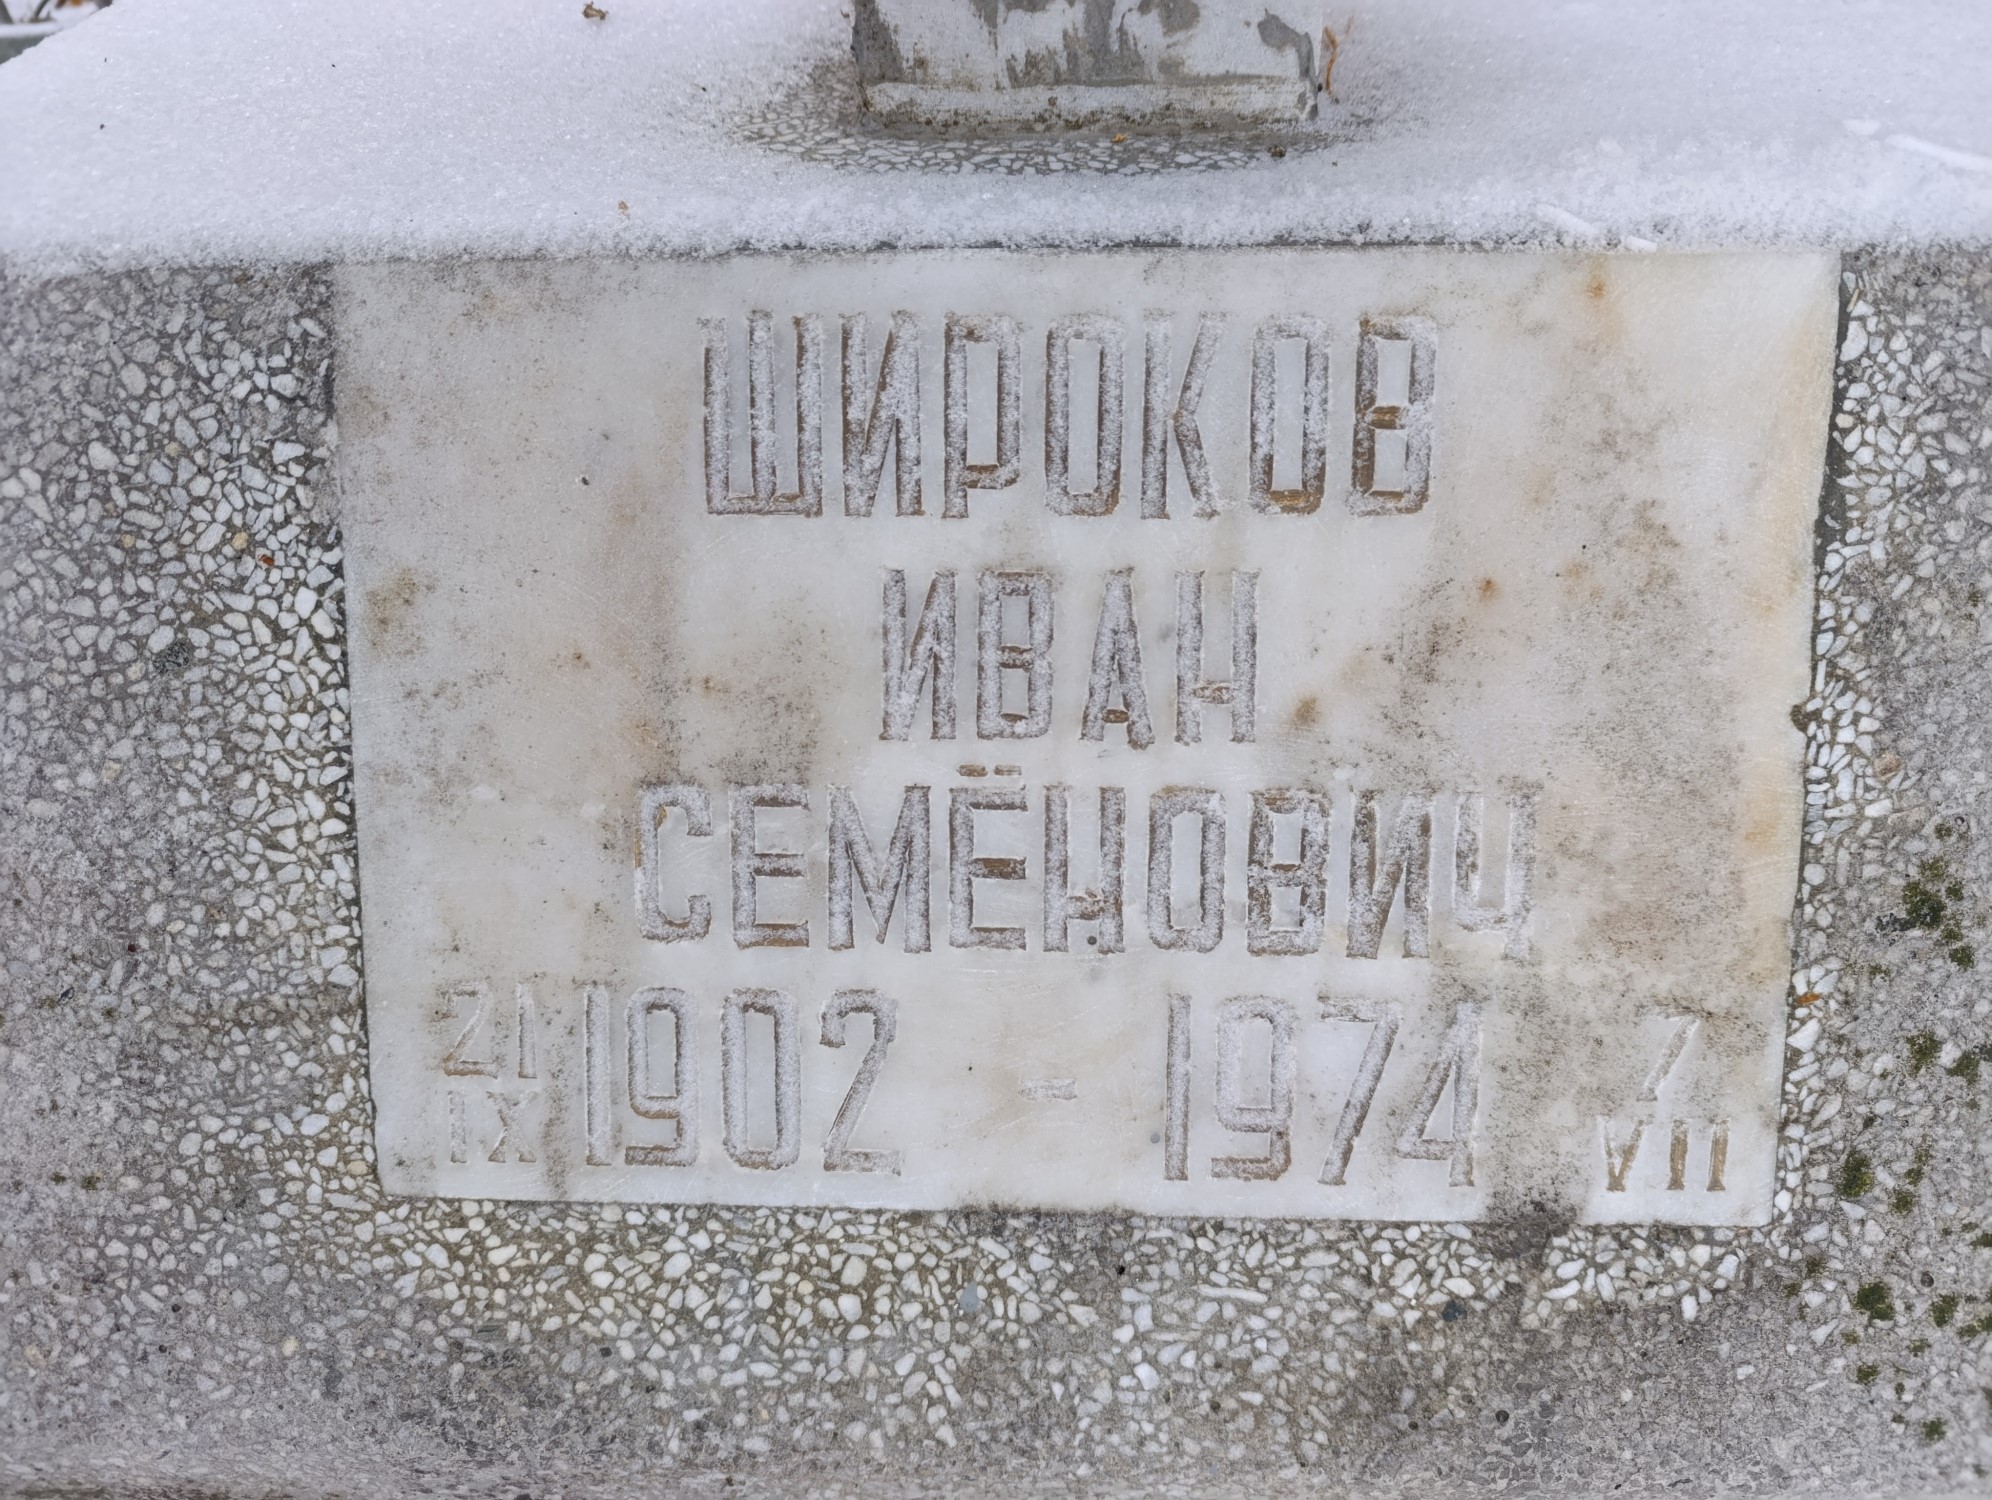 ШИРОКОВ
ИВАН
СЕМЁНОВИЧ
21 IX 1902 - 1974 7 VII